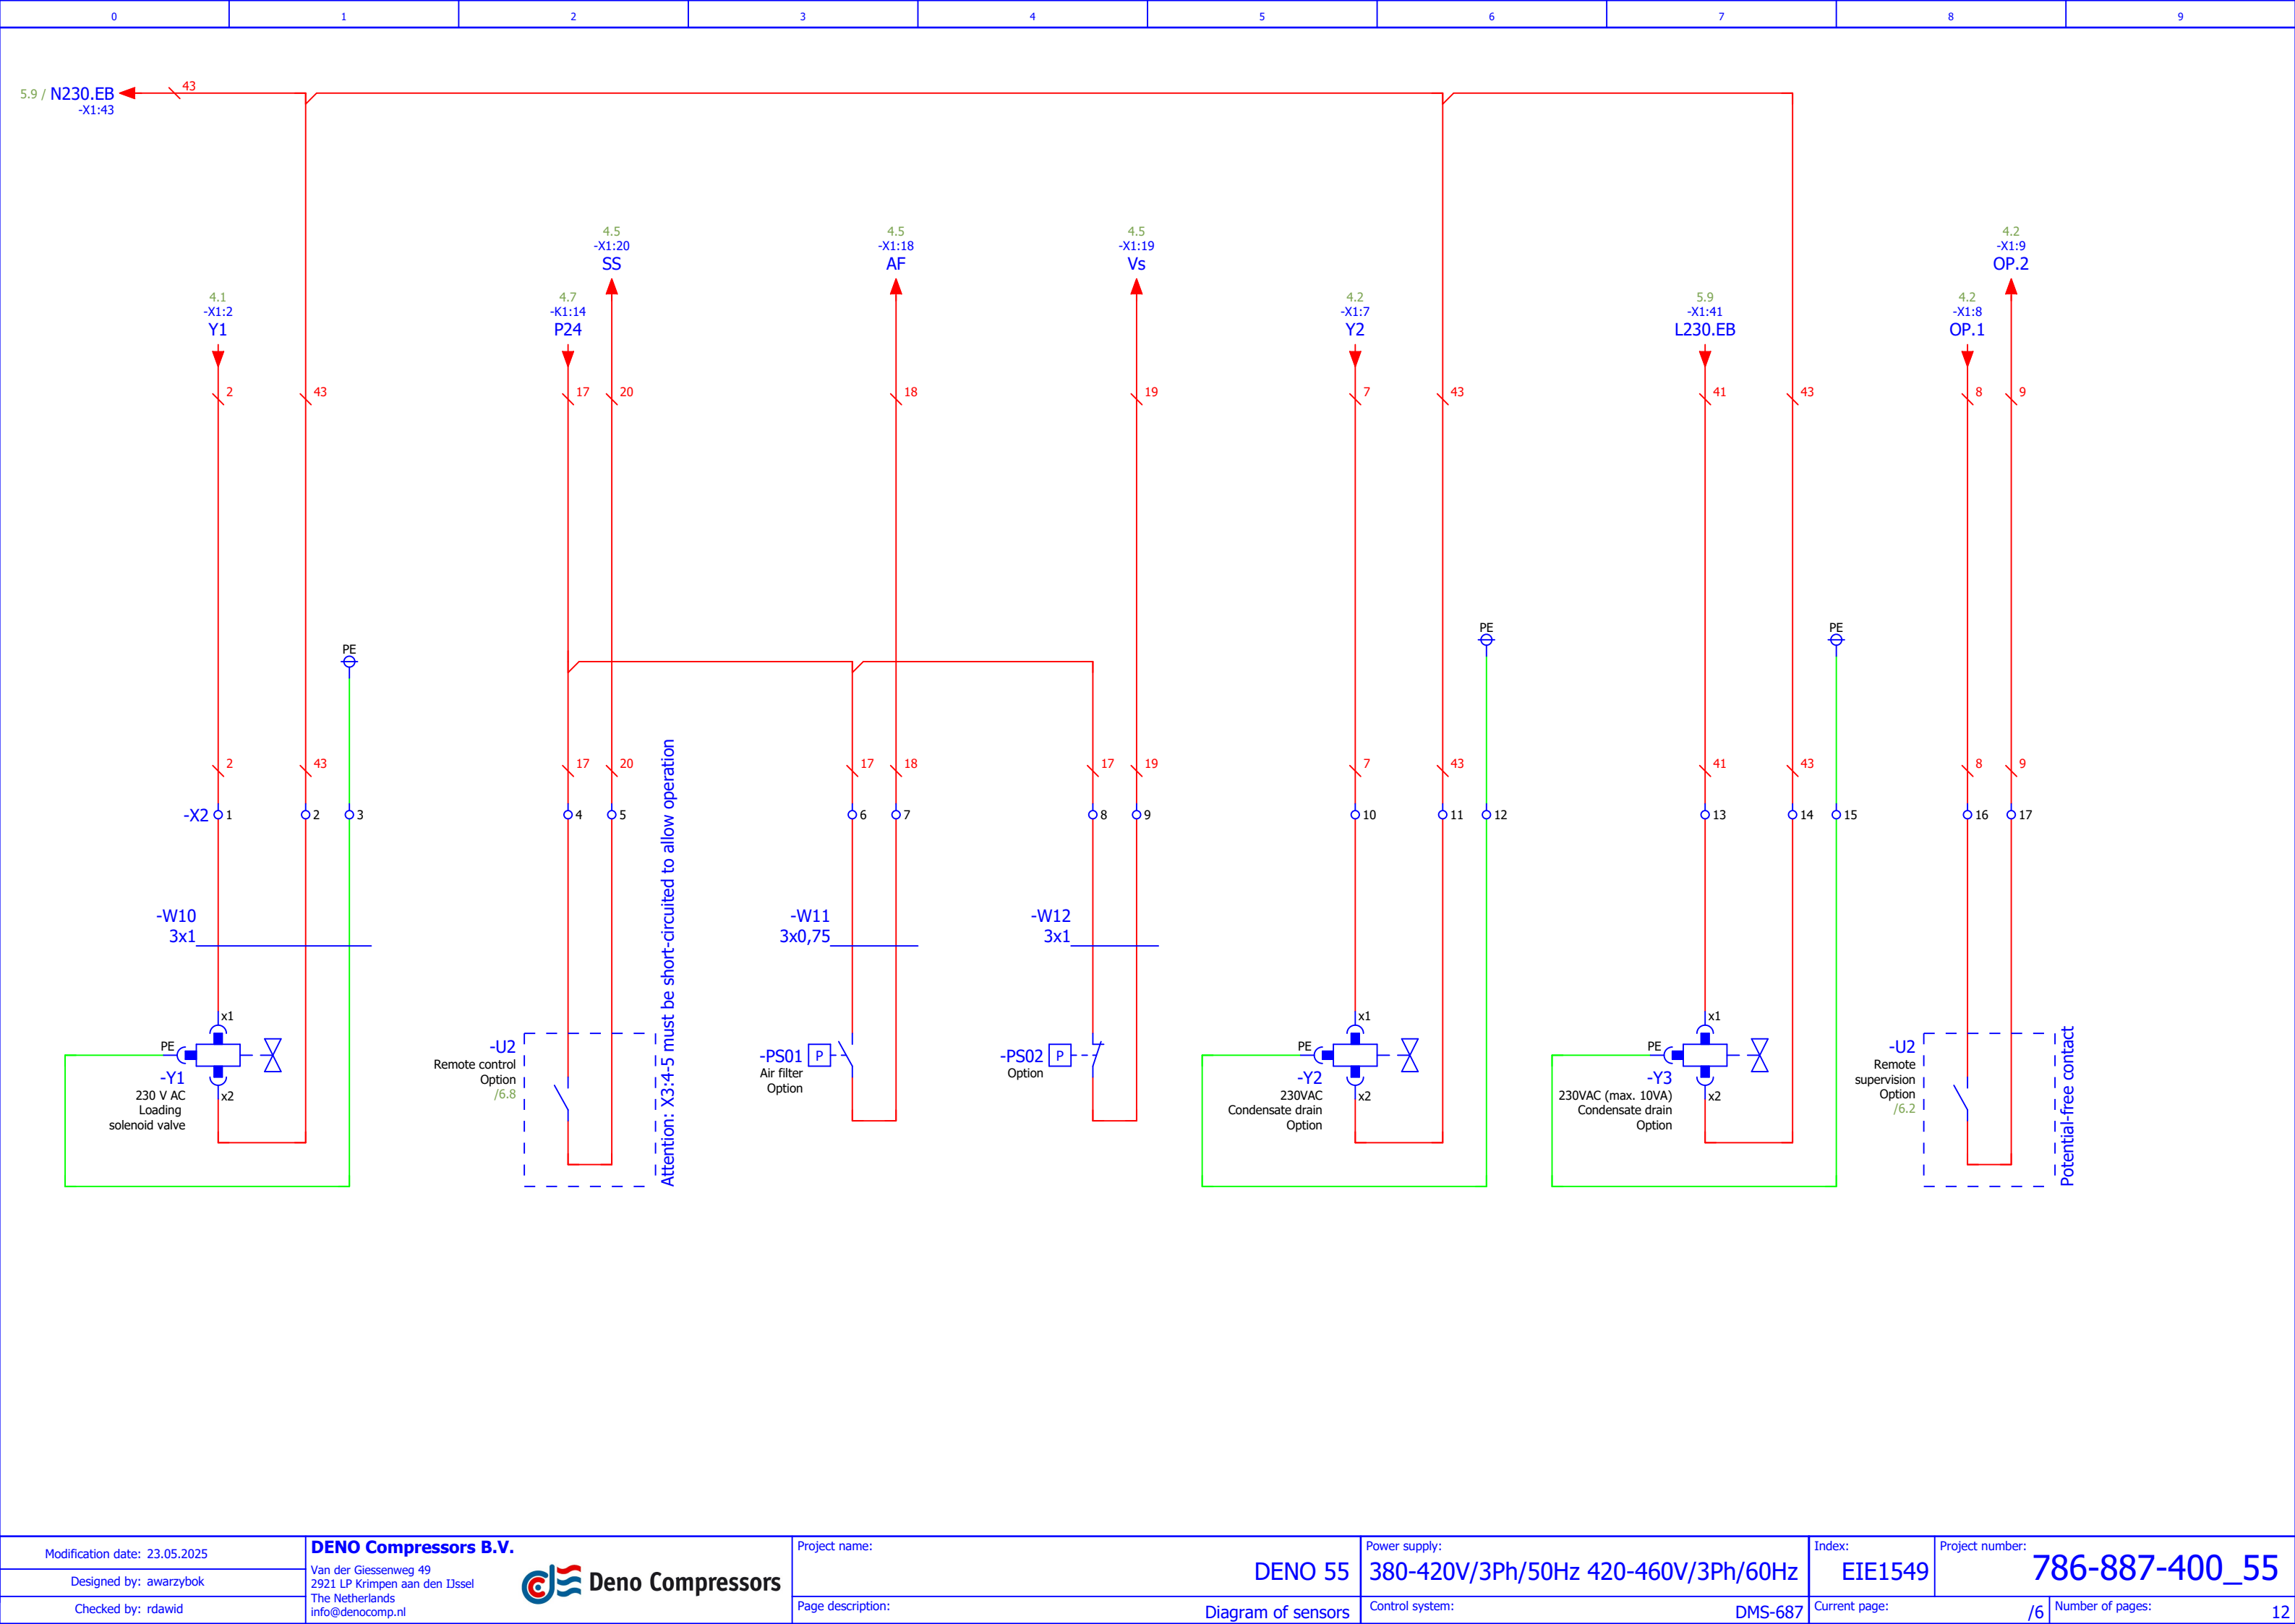 0 1 2 3 4 5 6 7 8 9
5.9 / N230.EB 43
-X1:43
4.5 4.5 4.5 4.2
-X1:20 -X1:18 -X1:19 -X1:9
SS AF Vs OP.2
4.1 4.7 4.2 5.9 4.2
-X1:2 -K1:14 -X1:7 -X1:41 -X1:8
Y1 P24 Y2 L230.EB OP.1
2 43 17 20 18 19 7 43 41 43 8 9
PE PE
PE
2 43 17 20 17 18 17 19 7 43 41 43 8 9
-X2 1 2 3 4 5 6 7 8 9 10 11 12 13 14 15 16 17
Attention: X3:4-5 must be short-circuited to allow operation
-W10 -W11 -W12
3x1 3x0,75 3x1
x1
PE
-Y1
x2
230 V AC
Loading
solenoid valve
-U2
Remote control
Option
/6.8
-PS01 P
Air filter
Option
-PS02 P
Option
x1
PE
-Y2
x2
230VAC
Condensate drain
Option
x1
PE
-Y3
x2
230VAC (max. 10VA)
Condensate drain
Option
-U2
Remote
supervision
Option
/6.2
Potential-free contact
Modification date: 23.05.2025
Designed by: awarzybok
Checked by: rdawid
DENO Compressors B.V.
Van der Giessenweg 49
2921 LP Krimpen aan den IJssel
The Netherlands
info@denocomp.nl
Deno Compressors
Project name:
DENO 55
Page description:
Diagram of sensors
Power supply:
380-420V/3Ph/50Hz 420-460V/3Ph/60Hz
Control system:
DMS-687
Index:
EIE1549
Project number:
786-887-400_55
Current page:
/6
Number of pages:
12